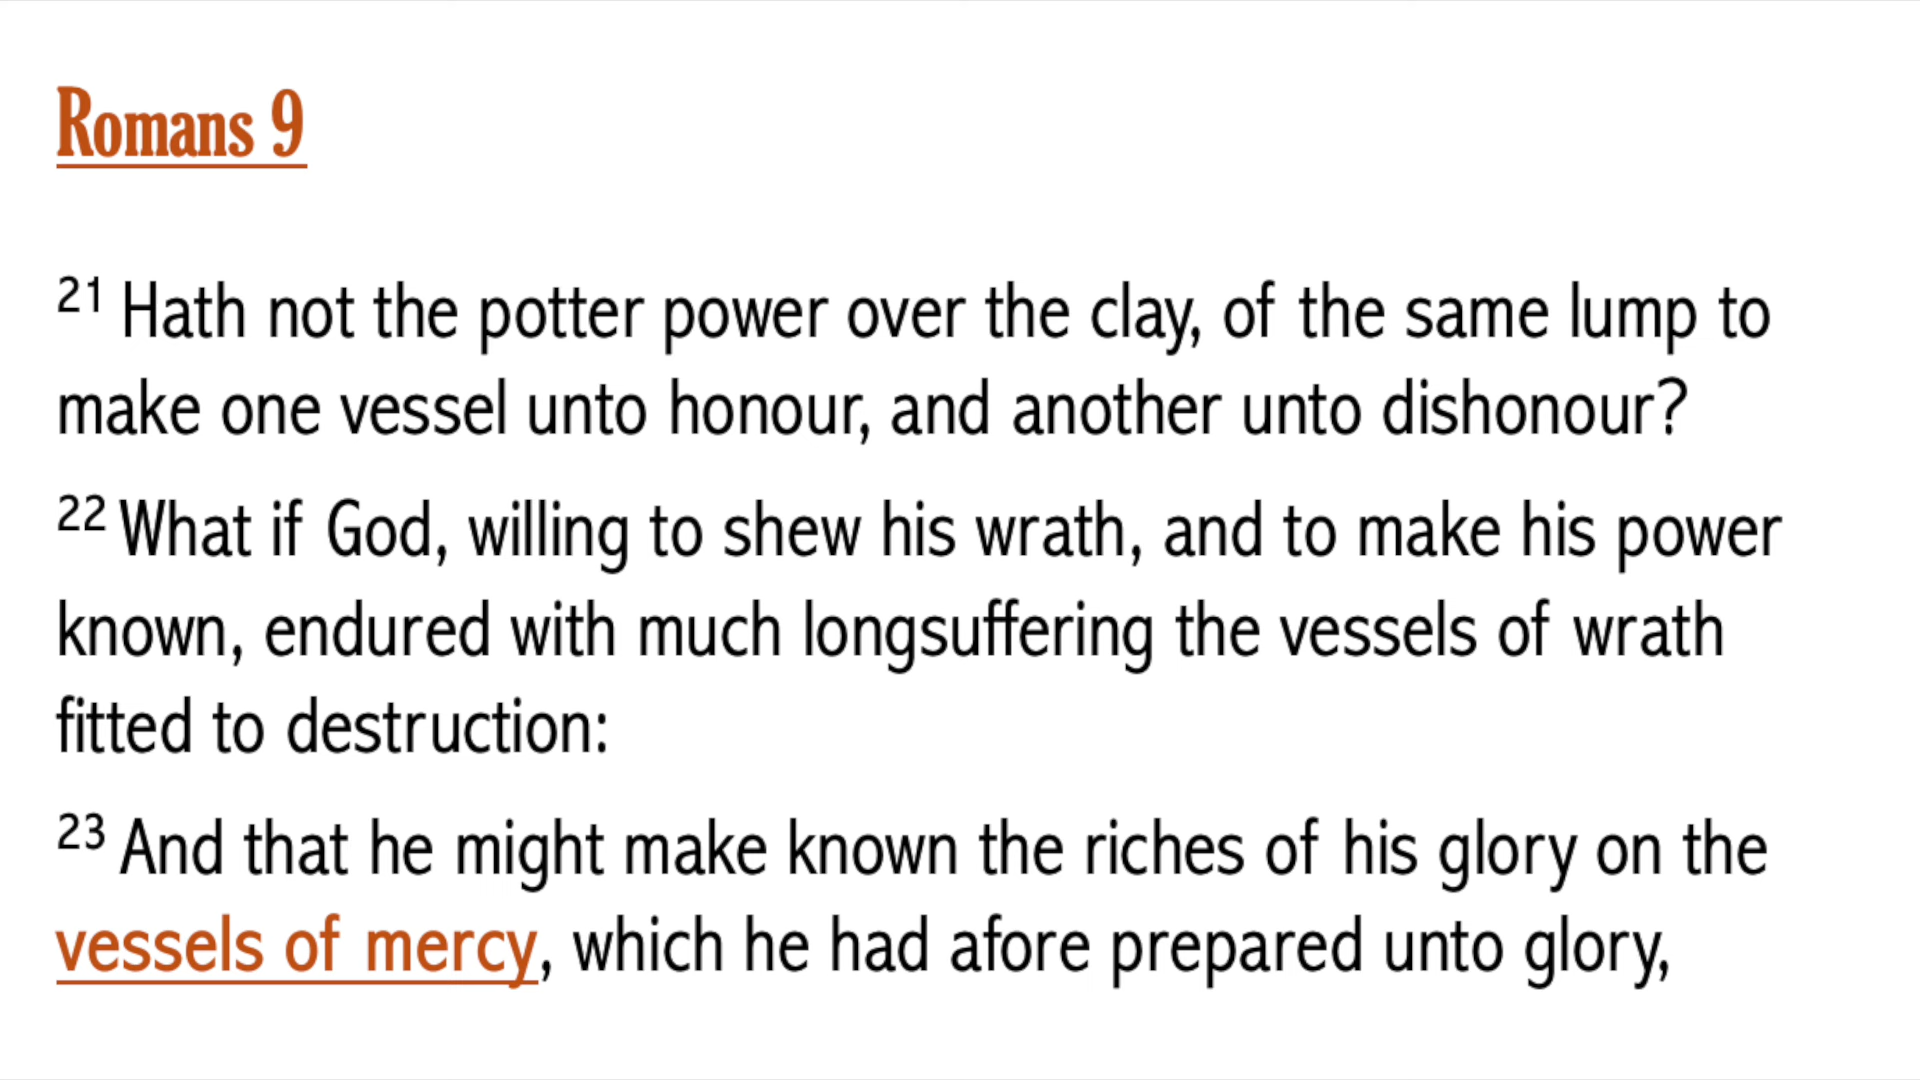 Romans 9
21 Hath not the potter power over the clay, of the same lump to
make one vessel unto honour, and another unto dishonour?
22 What if God, willing to shew his wrath, and to make his power
known, endured with much longsuffering the vessels of wrath
fitted to destruction:
23 And that he might make known the riches of his glory on the
vessels of mercy, which he had afore prepared unto glory,